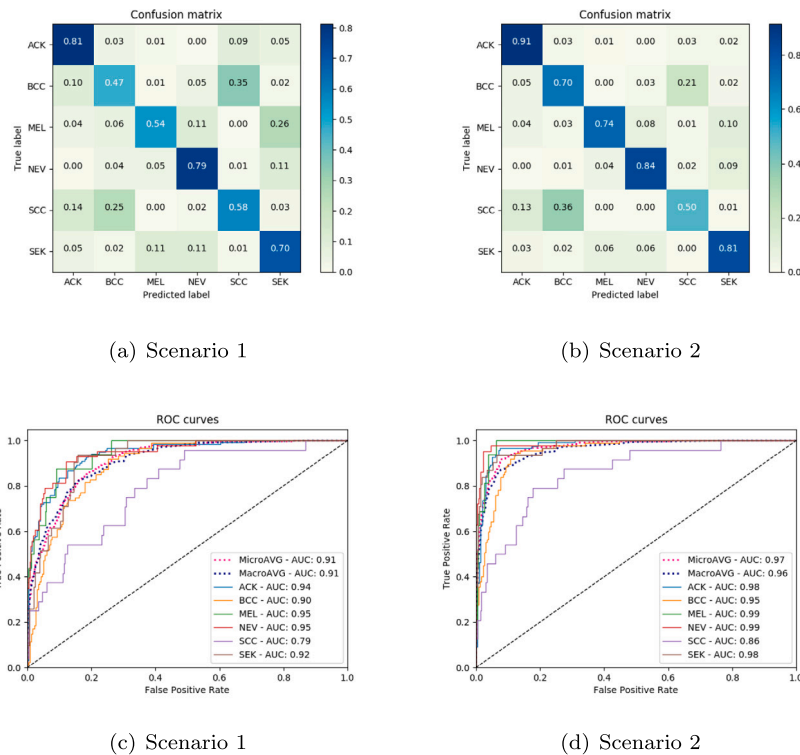 Confusion matrix
ACK 0.81 0.03 0.01 0.00 0.09 0.05
BCC 0.10 0.47 0.01 0.05 0.35 0.02
MEL 0.04 0.06 0.54 0.11 0.00 0.26
NEV 0.00 0.04 0.05 0.79 0.01 0.11
SCC 0.14 0.25 0.00 0.02 0.58 0.03
SEK 0.05 0.02 0.11 0.11 0.01 0.70
ACK BCC MEL NEV SCC SEK
Predicted label
True label
0.8
0.7
0.6
0.5
0.4
0.3
0.2
0.1
0.0
(a) Scenario 1
Confusion matrix
ACK 0.91 0.03 0.01 0.00 0.03 0.02
BCC 0.05 0.70 0.00 0.03 0.21 0.02
MEL 0.04 0.03 0.74 0.08 0.01 0.10
NEV 0.00 0.01 0.04 0.84 0.02 0.09
SCC 0.13 0.36 0.00 0.00 0.50 0.01
SEK 0.03 0.02 0.06 0.06 0.00 0.81
ACK BCC MEL NEV SCC SEK
Predicted label
True label
0.8
0.6
0.4
0.2
0.0
(b) Scenario 2
ROC curves
1.0
0.8
0.6
0.4
0.2
0.0
MicroAVG - AUC: 0.91
MacroAVG - AUC: 0.91
ACK - AUC: 0.94
BCC - AUC: 0.90
MEL - AUC: 0.95
NEV - AUC: 0.95
SCC - AUC: 0.79
SEK - AUC: 0.92
0.0 0.2 0.4 0.6 0.8 1.0
False Positive Rate
(c) Scenario 1
ROC curves
True Positive Rate
1.0
0.8
0.6
0.4
0.2
0.0
MicroAVG - AUC: 0.97
MacroAVG - AUC: 0.96
ACK - AUC: 0.98
BCC - AUC: 0.95
MEL - AUC: 0.99
NEV - AUC: 0.99
SCC - AUC: 0.86
SEK - AUC: 0.98
0.0 0.2 0.4 0.6 0.8 1.0
False Positive Rate
(d) Scenario 2